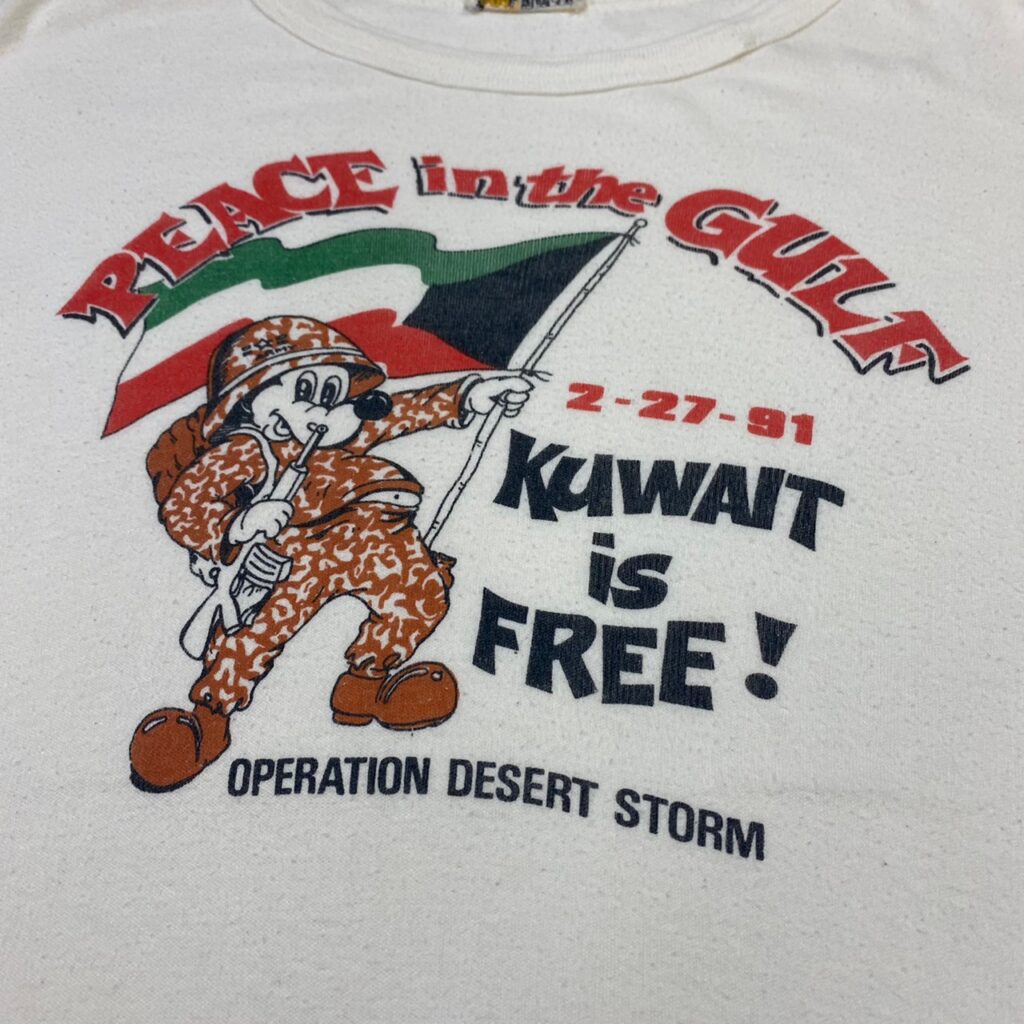 PEACE in the GULF
2-27-91
KUWAIT
is
FREE!
OPERATION DESERT STORM